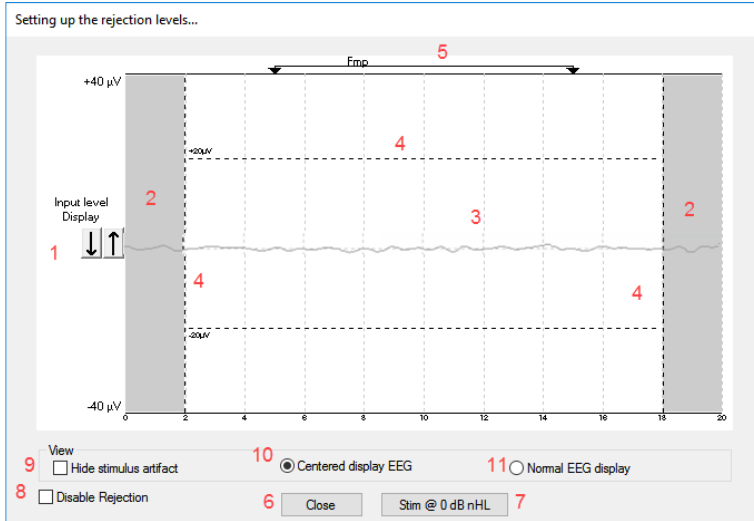 Setting up the rejection levels...
5
Fmp
+40 µV
4
+20µV
2
Input level
Display
3
2
1
4
4
-20µV
-40 µV
0 2 4 6 8 10 12 14 16 18 20
View
9 Hide stimulus artifact 10 Centered display EEG 11 Normal EEG display
8 Disable Rejection 6 Close Stim @ 0 dB nHL 7